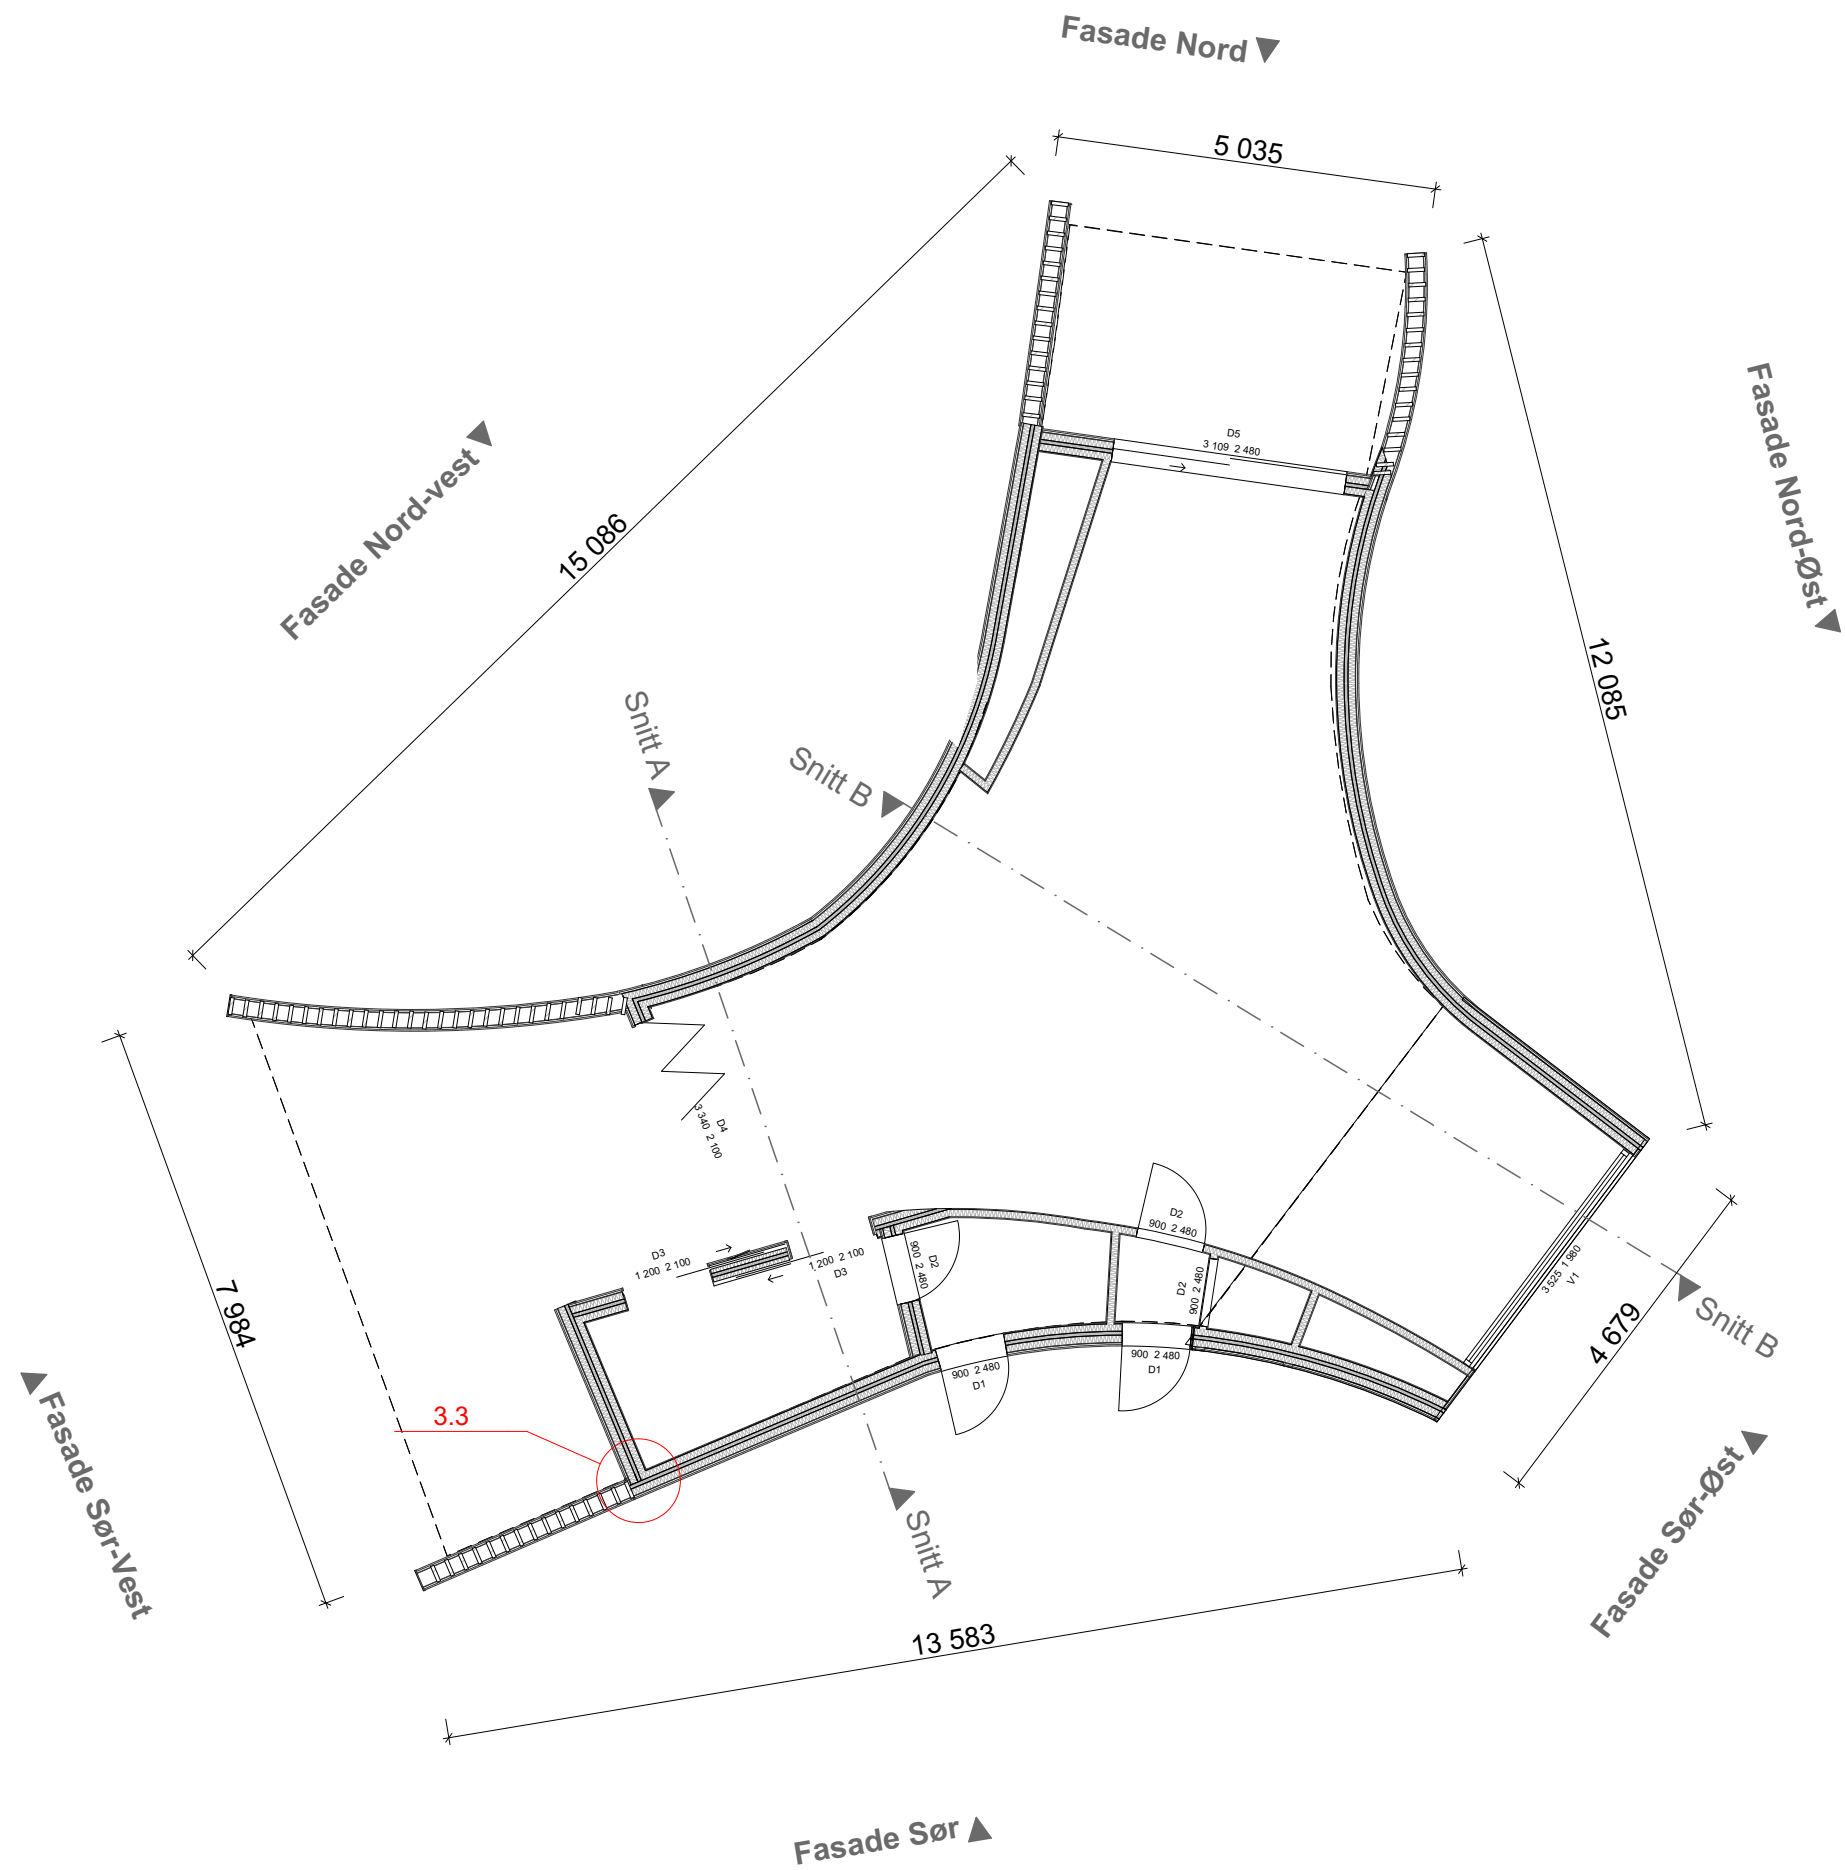 Fasade Nord
5 035
Fasade Nord-vest
15 086
Fasade Nord-Øst
12 085
D5
3 109 2 480
Snitt A
Snitt B
D4
3 340 2 100
D3
1 200 2 100
1 200 2 100
D3
D2
900 2 480
D2
900 2 480
D2
900 2 480
900 2 480
D1
900 2 480
D1
3 525 1 980
V1
Snitt B
4 679
7 984
3.3
Fasade Sør-Vest
Snitt A
Fasade Sør-Øst
13 583
Fasade Sør